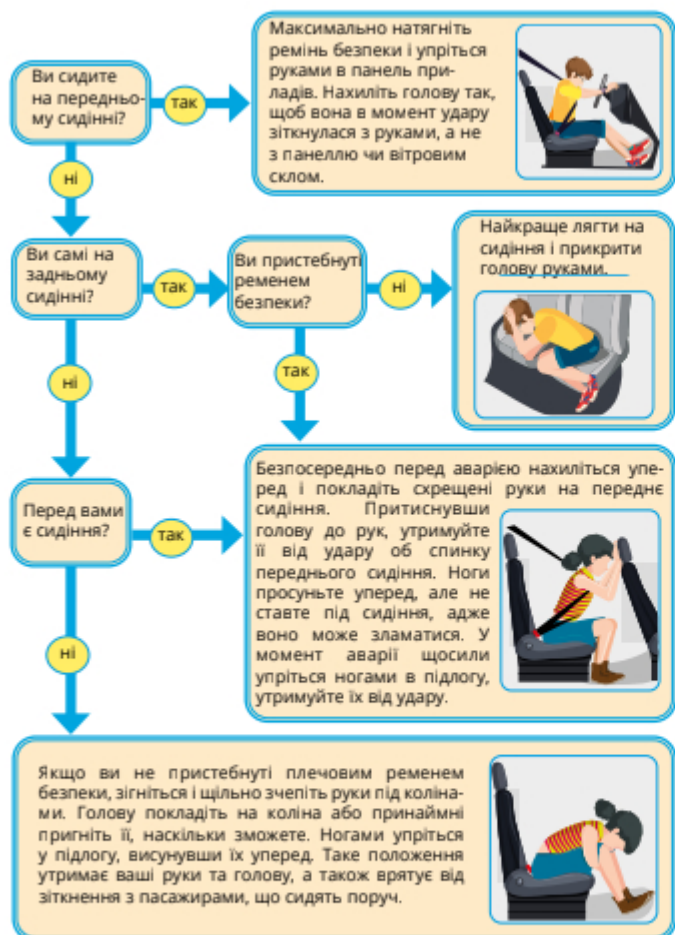 Ви сидите
на передньо-
му сидінні?
так
Максимально натягніть
ремінь безпеки і упріться
руками в панель при-
ладів. Нахиліть голову так,
щоб вона в момент удару
зіткнулася з руками, а не
з панеллю чи вітровим
склом.
ні
Ви самі на
задньому
сидінні?
так
Ви пристебнуті
ременем
безпеки?
ні
Найкраще лягти на
сидіння і прикрити
голову руками.
ні
так
Перед вами
є сидіння?
так
Безпосередньо перед аварією нахиліться упе-
ред і покладіть схрещені руки на переднє
сидіння. Притиснувши
голову до рук, утримуйте
її від удару об спинку
переднього сидіння. Ноги
просуньте уперед, але не
ставте під сидіння, адже
воно може зламатися. У
момент аварії щосили
упріться ногами в підлогу,
утримуйте їх від удару.
ні
Якщо ви не пристебнуті плечовим ременем
безпеки, зігніться і щільно зчепіть руки під коліна-
ми. Голову покладіть на коліна або принаймні
пригніть її, наскільки зможете. Ногами упріться
у підлогу, висунувши їх уперед. Таке положення
утримає ваші руки та голову, а також врятує від
зіткнення з пасажирами, що сидять поруч.